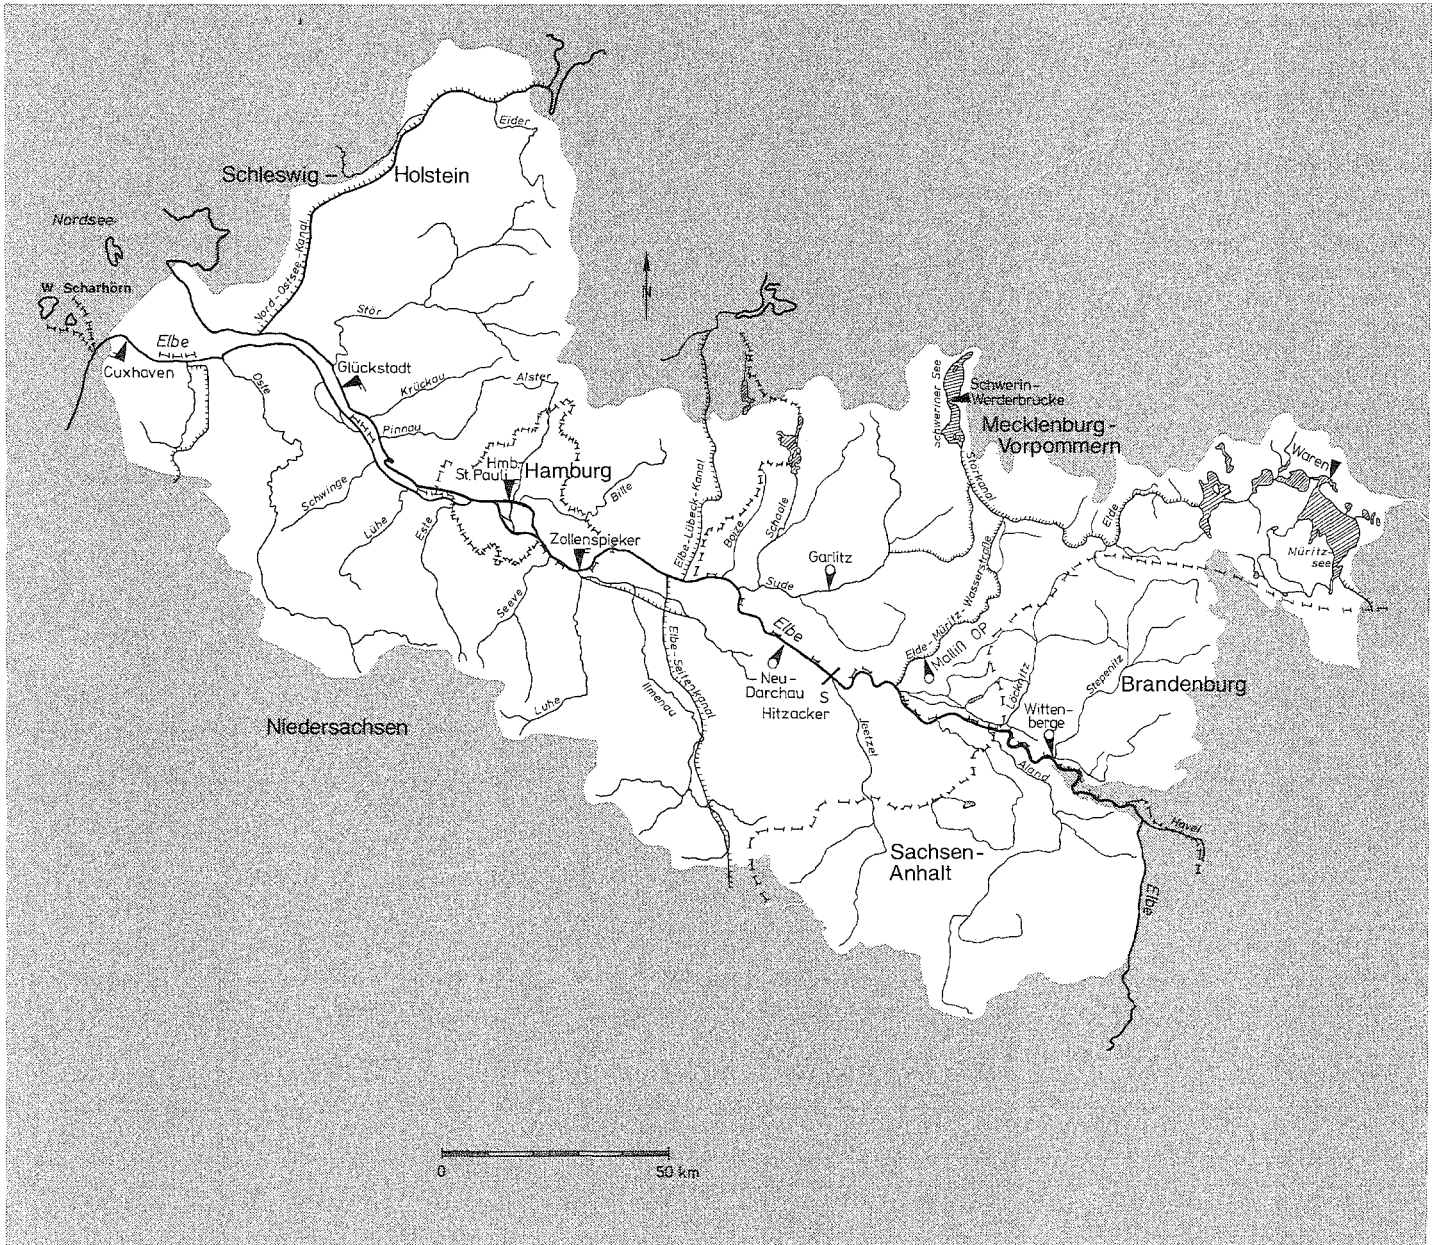 Eider
Schleswig –
Holstein
Nordsee
Nord-Ostsee-Kanal
W
Scharhörn
N
Stör
Elbe
Cuxhaven
Glückstadt
Oste
Krückau
Alster
Pinnau
Schweriner See
Schwerin-
Werderbrücke
Mecklenburg -
Vorpommern
Waren
Hmb-
St. Pauli
Hamburg
Störkanal
Schwinge
Lühe
Este
Bille
Elbe-Lübeck-Kanal
Boize
Schaale
Elde
Müritz-
see
Zollenspieker
Garlitz
Sude
Elde-Müritz-Wasserstraße
Seeve
Elbe
Malliß OP
Löcknitz
Stepenitz
Brandenburg
Neu-
Darchau
S
Hitzacker
Luhe
Ilmenau
Elbe-Seitenkanal
Witten-
berge
Niedersachsen
Jeetzel
Aland
Havel
Sachsen-
Anhalt
Elbe
0
50 km